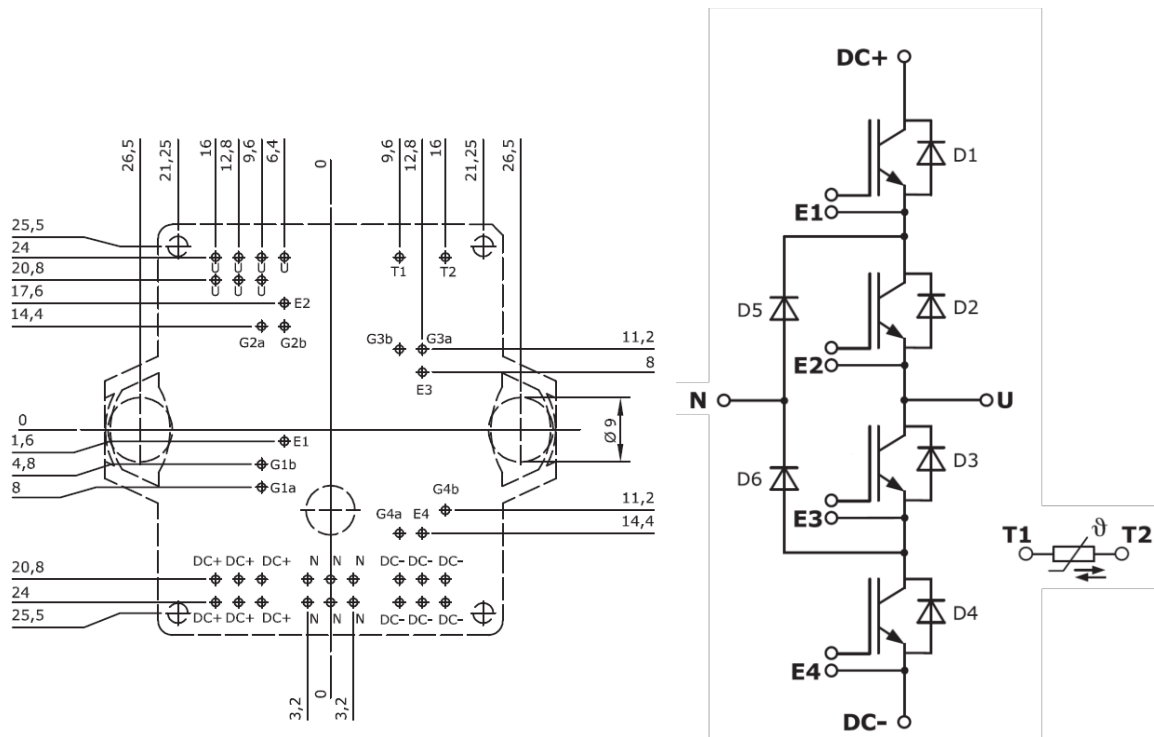 26,5
21,25
16
12,8
9,6
6,4
0
9,6
12,8
16
21,25
26,5
25,5
24
20,8
17,6
14,4
U U U U
U U U
E2
G2a G2b
T1 T2
G3b G3a
E3
11,2
8
0
1,6
4,8
8
E1
G1b
G1a
Ø 9
G4b
G4a E4
11,2
14,4
20,8
24
25,5
DC+ DC+ DC+ N N N DC- DC- DC-
DC+ DC+ DC+ N N N DC- DC- DC-
3,2
0
3,2
DC+
D1
E1
D5
D2
E2
N
U
D6
D3
E3
T1 ϑ T2
D4
E4
DC-